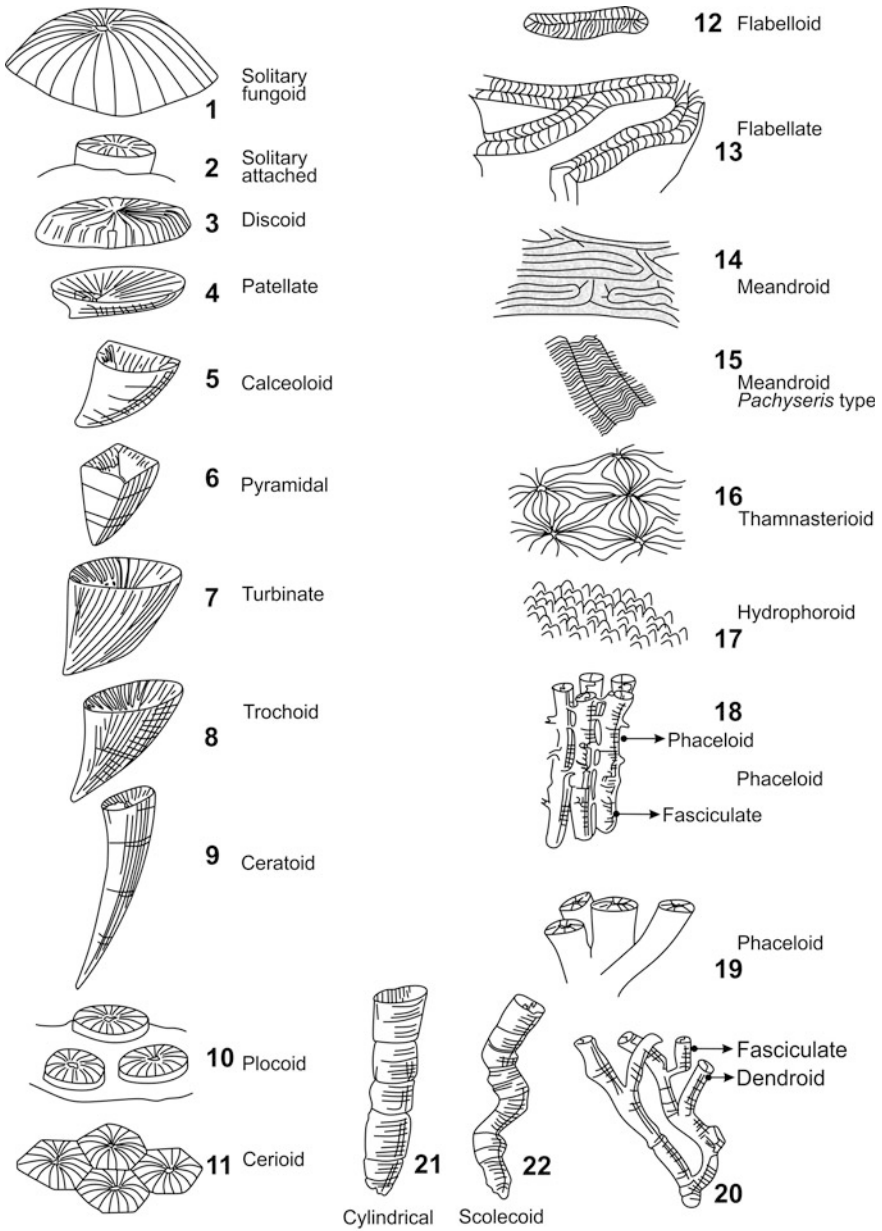 1
Solitary
fungoid
2
Solitary
attached
3 Discoid
4 Patellate
5 Calceoloid
6 Pyramidal
7 Turbinate
8 Trochoid
9 Ceratoid
10 Plocoid
11 Cerioid
12 Flabelloid
13 Flabellate
14
Meandroid
15
Meandroid
Pachyseris type
16
Thamnasterioid
Hydrophoroid
17
18
Phaceloid
Phaceloid
Fasciculate
Phaceloid
19
Fasciculate
Dendroid
20
21
Cylindrical
22
Scolecoid